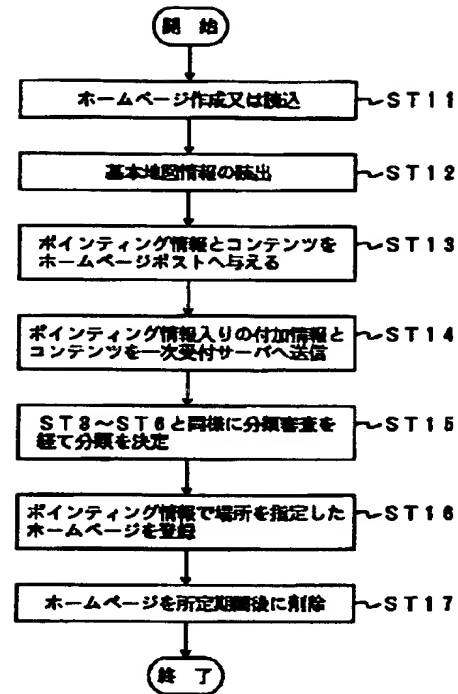 開 始
ホームページ作成又は読込
ST11
基本地図情報の読出
ST12
ポインティング情報とコンテンツを
ホームページポストへ与える
ST13
ポインティング情報入りの付加情報と
コンテンツを一次受付サーバへ送信
ST14
ST3～ST6と同様に分類審査を
経て分類を決定
ST15
ポインティング情報で場所を指定した
ホームページを登録
ST16
ホームページを所定期間後に削除
ST17
終 了